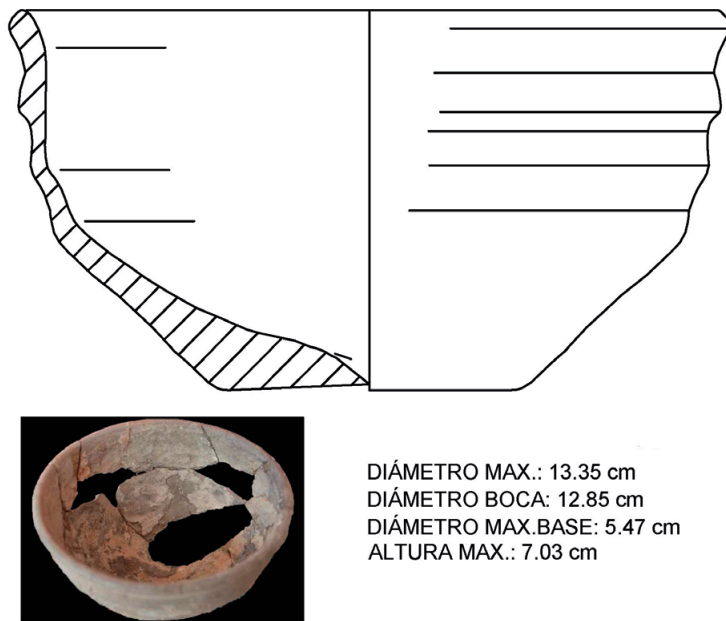 DIÁMETRO MAX.: 13.35 cm
DIÁMETRO BOCA: 12.85 cm
DIÁMETRO MAX.BASE: 5.47 cm
ALTURA MAX.: 7.03 cm